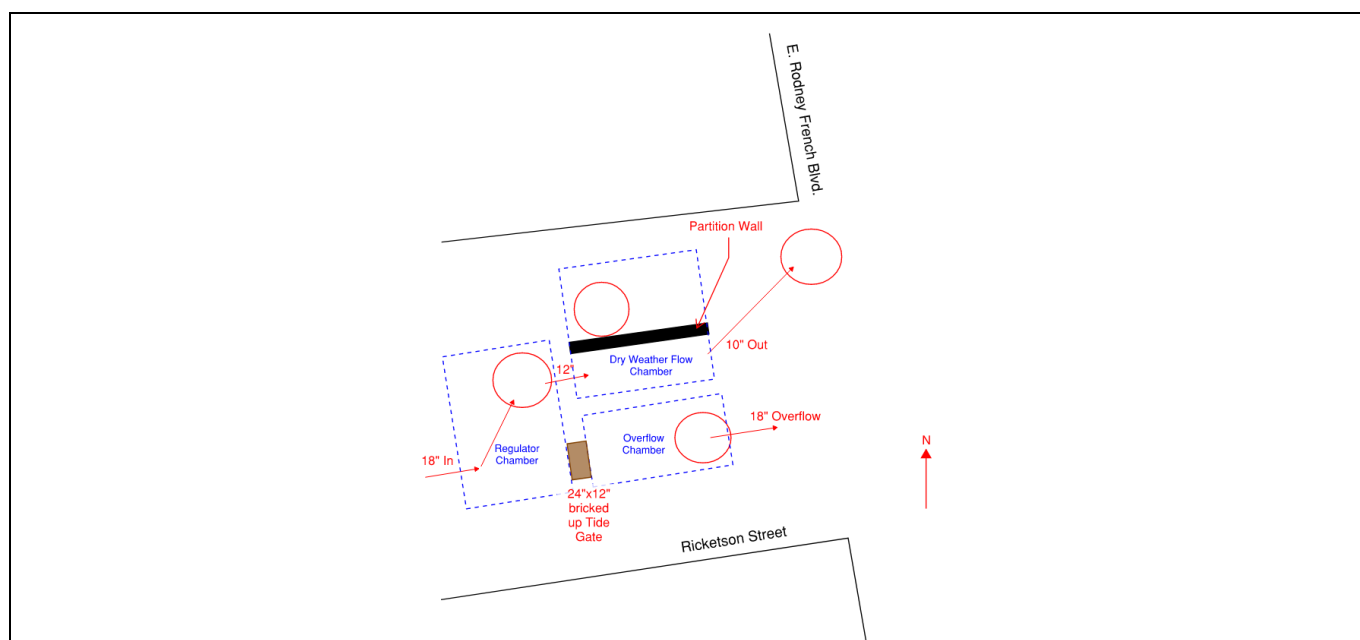 E. Rodney French Blvd.
Partition Wall
10" Out
Dry Weather Flow
Chamber
12"
18" Overflow
Overflow
Chamber
Regulator
Chamber
18" In
N
24"x12"
bricked
up Tide
Gate
Ricketson Street